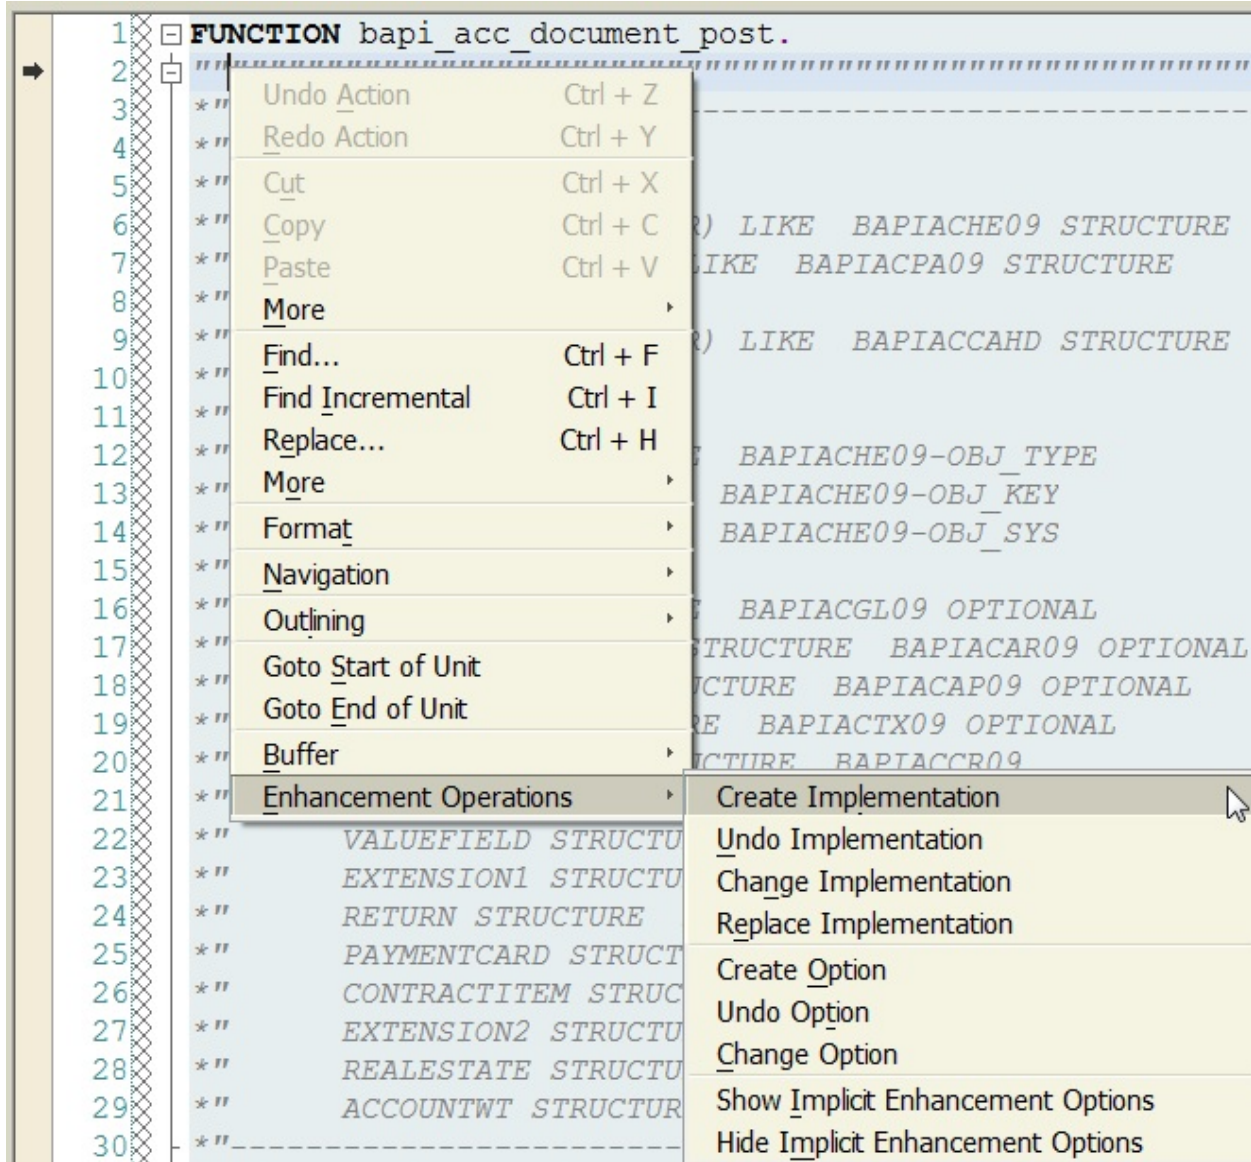 1 FUNCTION bapi_acc_document_post.
2 """"""""""""""""""""""""""""""""""""""""""""""""""""""""
3 *" ------------------------------
4 *"
5 *"
6 *" R) LIKE BAPIACHE09 STRUCTURE
7 *" LIKE BAPIACPA09 STRUCTURE
8 *"
9 *" R) LIKE BAPIACCAHD STRUCTURE
10 *"
11 *"
12 *" BAPIACHE09-OBJ_TYPE
13 *" BAPIACHE09-OBJ_KEY
14 *" BAPIACHE09-OBJ_SYS
15 *"
16 *" BAPIACGL09 OPTIONAL
17 *" STRUCTURE BAPIACAR09 OPTIONAL
18 *" UCTURE BAPIACAP09 OPTIONAL
19 *" RE BAPIACTX09 OPTIONAL
20 *" UCTURE BAPIACCR09
21 *"
22 *" VALUEFIELD STRUCTU
23 *" EXTENSION1 STRUCTU
24 *" RETURN STRUCTURE
25 *" PAYMENTCARD STRUCT
26 *" CONTRACTITEM STRUC
27 *" EXTENSION2 STRUCTU
28 *" REALESTATE STRUCTU
29 *" ACCOUNTWT STRUCTUR
30 *"------------------------
Undo Action Ctrl + Z
Redo Action Ctrl + Y
Cut Ctrl + X
Copy Ctrl + C
Paste Ctrl + V
More
Find... Ctrl + F
Find Incremental Ctrl + I
Replace... Ctrl + H
More
Format
Navigation
Outlining
Goto Start of Unit
Goto End of Unit
Buffer
Enhancement Operations
Create Implementation
Undo Implementation
Change Implementation
Replace Implementation
Create Option
Undo Option
Change Option
Show Implicit Enhancement Options
Hide Implicit Enhancement Options